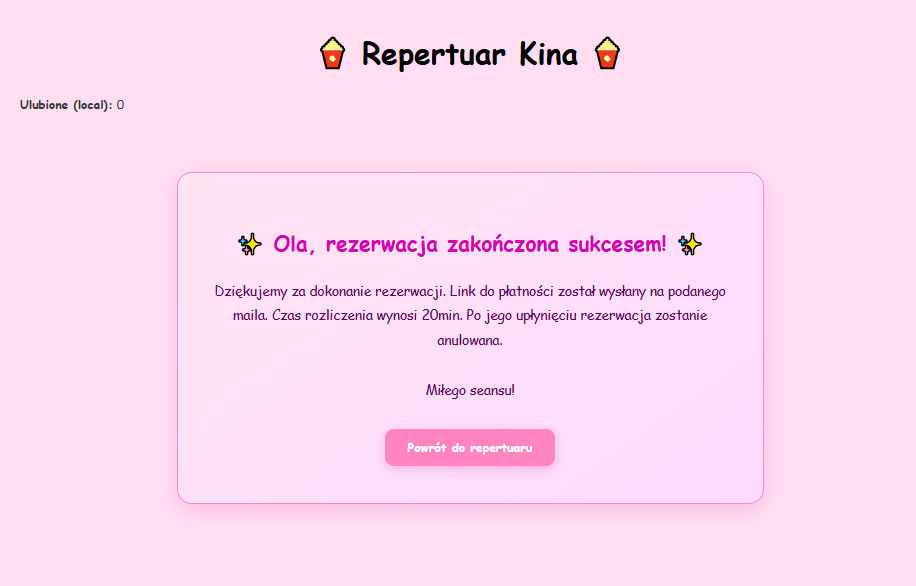 Repertuar Kina
Ulubione (local): 0
Ola, rezerwacja zakończona sukcesem!
Dziękujemy za dokonanie rezerwacji. Link do płatności został wysłany na podanego
maila. Czas rozliczenia wynosi 20min. Po jego upłynięciu rezerwacja zostanie
anulowana.
Miłego seansu!
Powrót do repertuaru